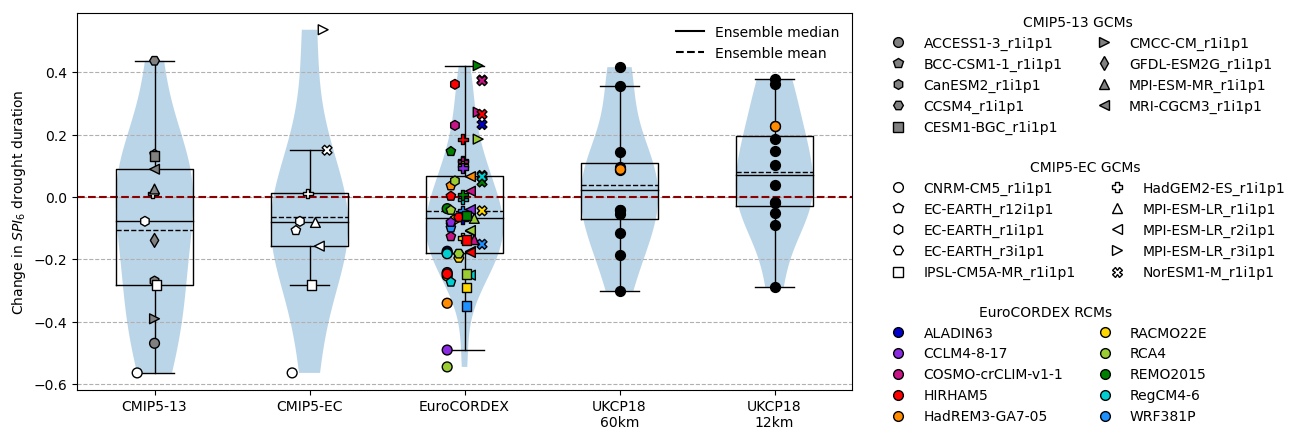 Change in SPI6 drought duration
0.4
0.2
0.0
−0.2
−0.4
−0.6
Ensemble median
Ensemble mean
CMIP5-13
CMIP5-EC
EuroCORDEX
UKCP18
60km
UKCP18
12km
CMIP5-13 GCMs
ACCESS1-3_r1i1p1
BCC-CSM1-1_r1i1p1
CanESM2_r1i1p1
CCSM4_r1i1p1
CESM1-BGC_r1i1p1
CMCC-CM_r1i1p1
GFDL-ESM2G_r1i1p1
MPI-ESM-MR_r1i1p1
MRI-CGCM3_r1i1p1
CMIP5-EC GCMs
CNRM-CM5_r1i1p1
EC-EARTH_r12i1p1
EC-EARTH_r1i1p1
EC-EARTH_r3i1p1
IPSL-CM5A-MR_r1i1p1
HadGEM2-ES_r1i1p1
MPI-ESM-LR_r1i1p1
MPI-ESM-LR_r2i1p1
MPI-ESM-LR_r3i1p1
NorESM1-M_r1i1p1
EuroCORDEX RCMs
ALADIN63
CCLM4-8-17
COSMO-crCLIM-v1-1
HIRHAM5
HadREM3-GA7-05
RACMO22E
RCA4
REMO2015
RegCM4-6
WRF381P